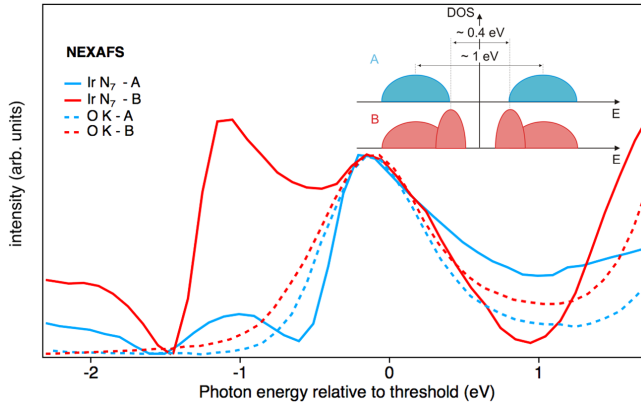 DOS
~ 0.4 eV
~ 1 eV
A
E
B
E
NEXAFS
Ir N7 - A
Ir N7 - B
O K - A
O K - B
intensity (arb. units)
-2
-1
0
1
Photon energy relative to threshold (eV)